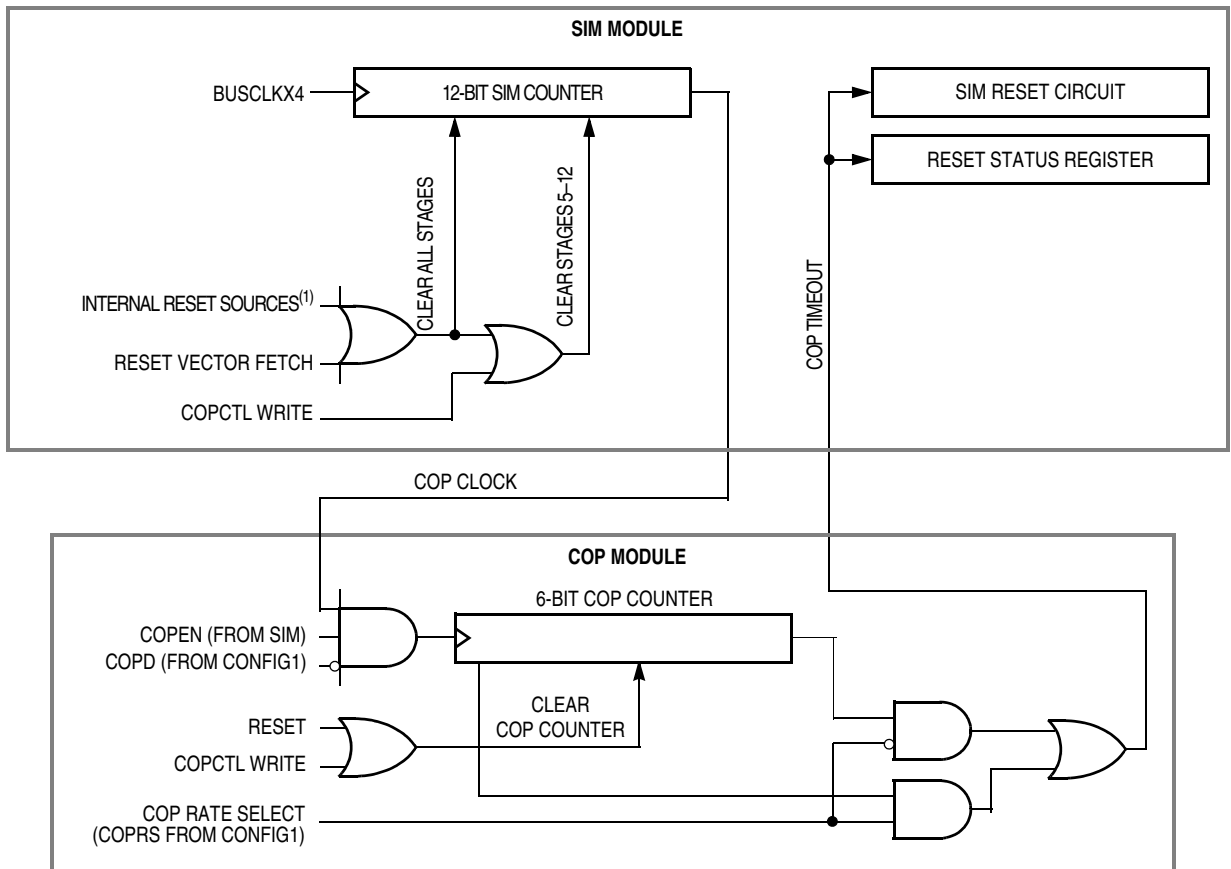 SIM MODULE
BUSCLKX4
12-BIT SIM COUNTER
SIM RESET CIRCUIT
RESET STATUS REGISTER
CLEAR ALL STAGES
CLEAR STAGES 5–12
COP TIMEOUT
INTERNAL RESET SOURCES(1)
RESET VECTOR FETCH
COPCTL WRITE
COP CLOCK
COP MODULE
6-BIT COP COUNTER
COPEN (FROM SIM)
COPD (FROM CONFIG1)
CLEAR
COP COUNTER
RESET
COPCTL WRITE
COP RATE SELECT
(COPRS FROM CONFIG1)